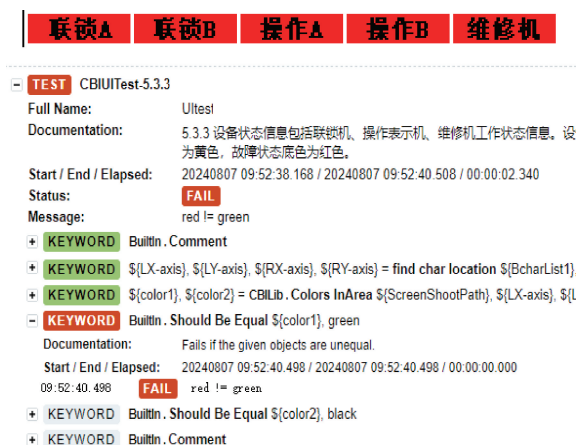 联锁A 联锁B 操作A 操作B 维修机
TEST CBIUITest-5.3.3
Full Name: UItest
Documentation: 5.3.3 设备状态信息包括联锁机、操作表示机、维修机工作状态信息。设
为黄色，故障状态底色为红色。
Start / End / Elapsed: 20240807 09:52:38.168 / 20240807 09:52:40.508 / 00:00:02.340
Status: FAIL
Message: red != green
+ KEYWORD BuiltIn . Comment
+ KEYWORD ${LX-axis}, ${LY-axis}, ${RX-axis}, ${RY-axis} = find char location ${BcharList1},
+ KEYWORD ${color1}, ${color2} = CBILib . Colors InArea ${ScreenShootPath}, ${LX-axis}, ${L
- KEYWORD BuiltIn . Should Be Equal ${color1}, green
Documentation: Fails if the given objects are unequal.
Start / End / Elapsed: 20240807 09:52:40.498 / 20240807 09:52:40.498 / 00:00:00.000
09:52:40.498 FAIL red != green
+ KEYWORD BuiltIn . Should Be Equal ${color2}, black
+ KEYWORD BuiltIn . Comment